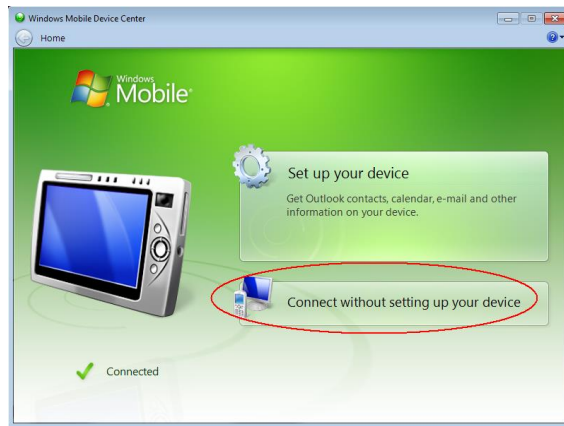 Windows Mobile Device Center
Home
Windows
Mobile
Set up your device
Get Outlook contacts, calendar, e-mail and other
information on your device.
Connect without setting up your device
Connected